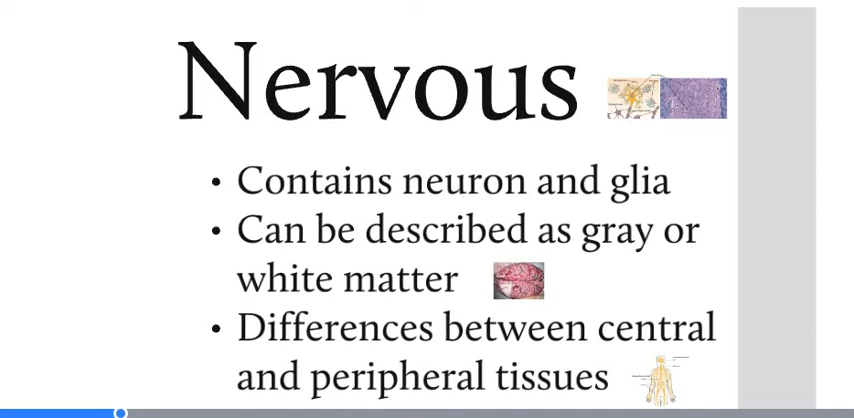 Nervous
• Contains neuron and glia
• Can be described as gray or
white matter
• Differences between central
and peripheral tissues